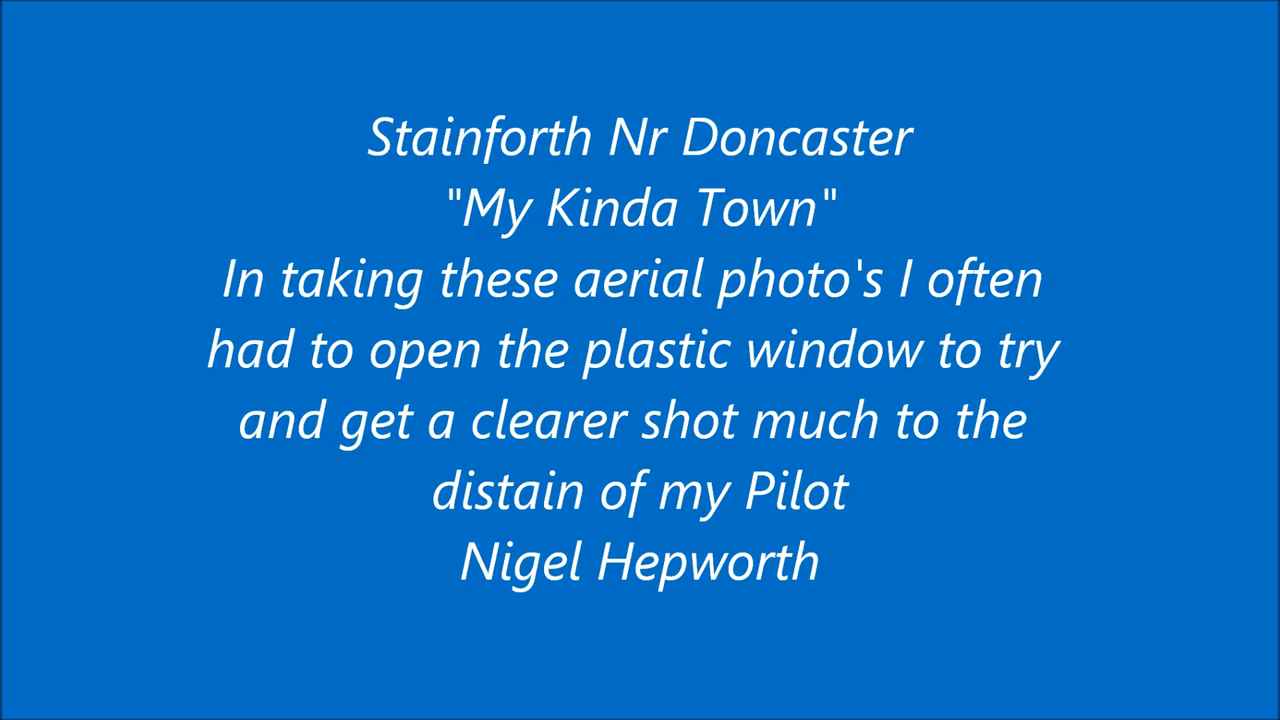 Stainforth Nr Doncaster
"My Kinda Town"
In taking these aerial photo's I often
had to open the plastic window to try
and get a clearer shot much to the
distain of my Pilot
Nigel Hepworth